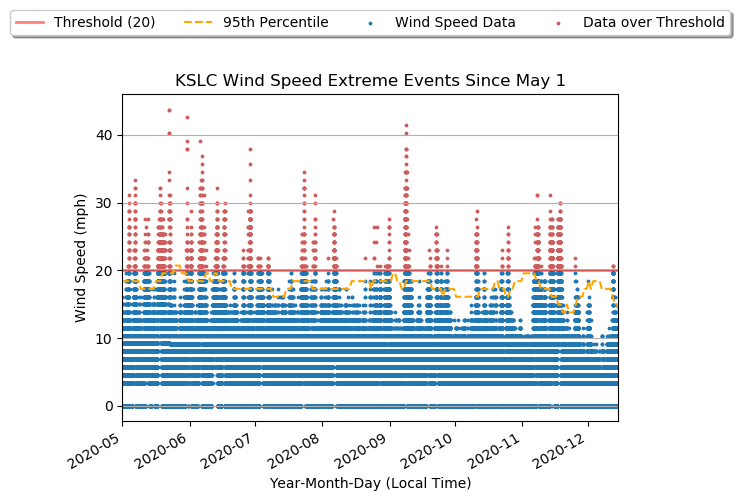 Threshold (20) 95th Percentile Wind Speed Data Data over Threshold
KSLC Wind Speed Extreme Events Since May 1
Wind Speed (mph)
40
30
20
10
0
2020-05 2020-06 2020-07 2020-08 2020-09 2020-10 2020-11 2020-12
Year-Month-Day (Local Time)